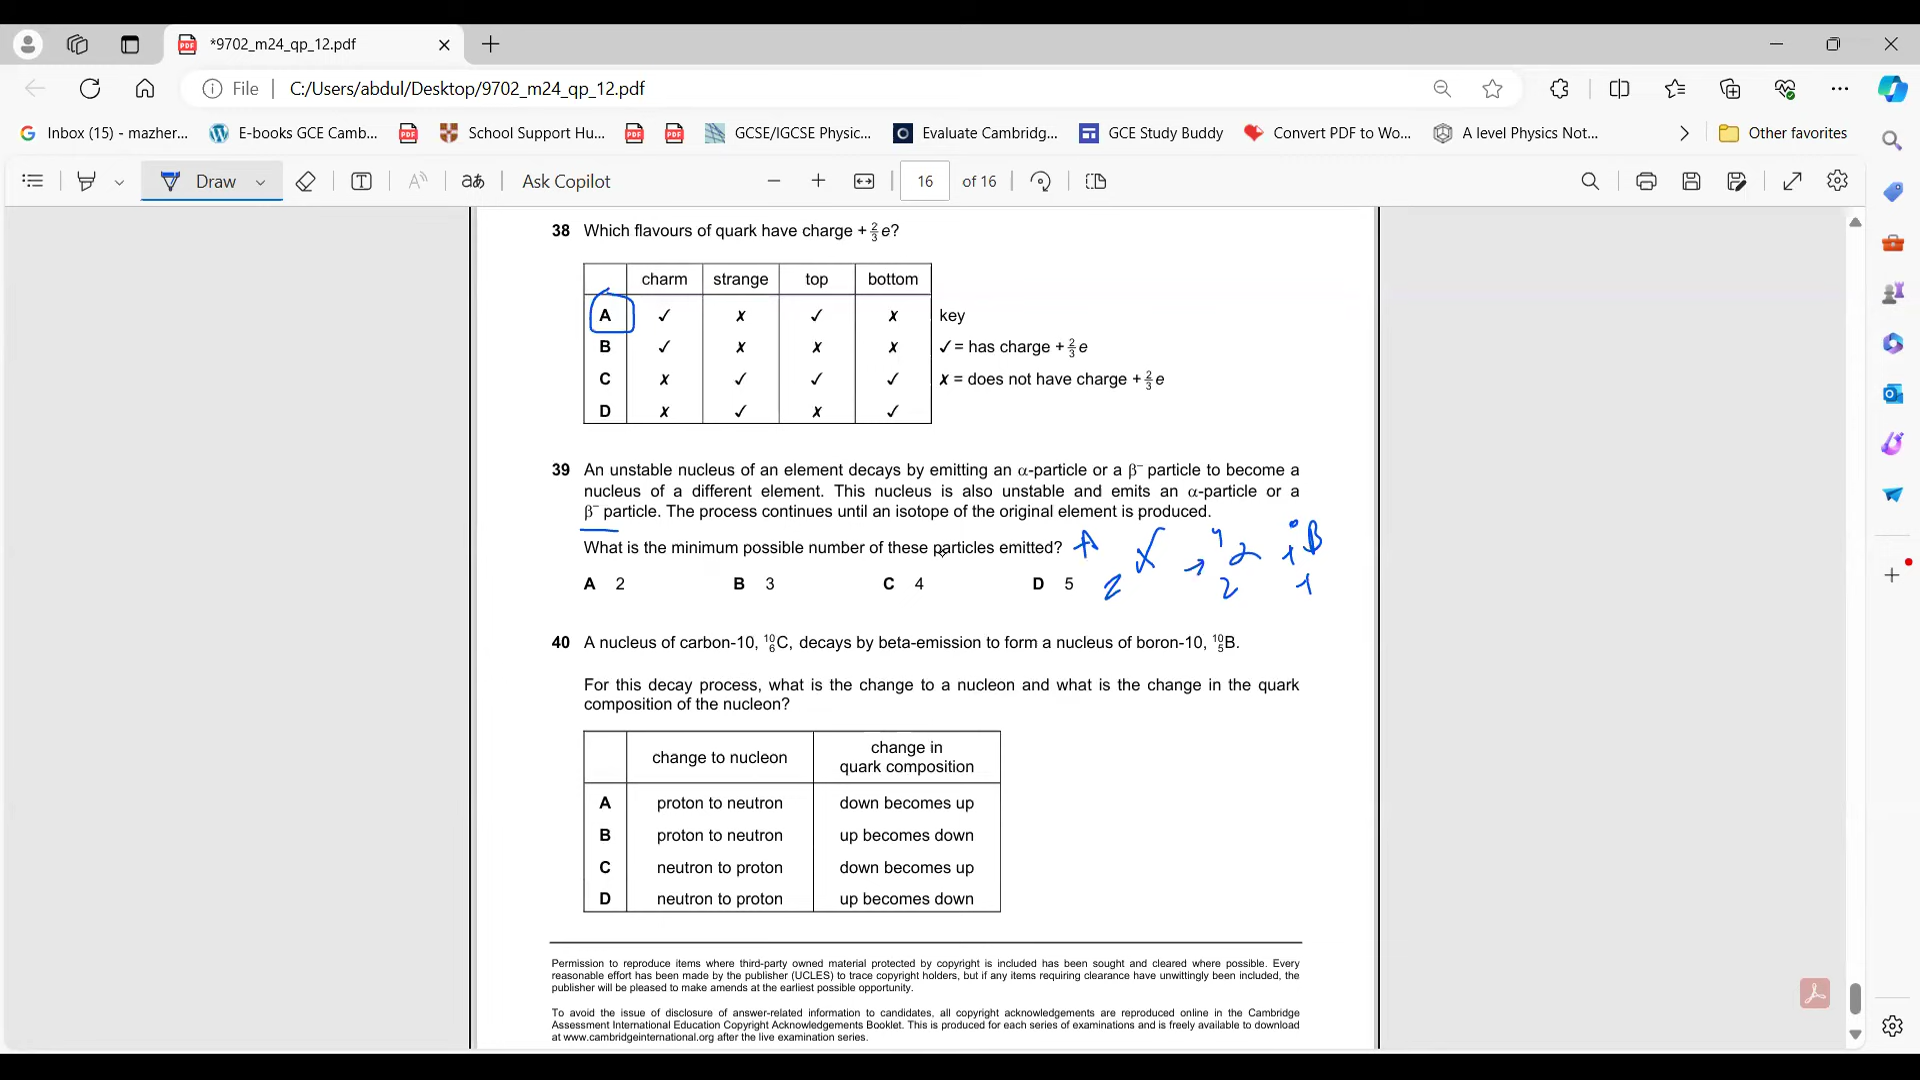 *9702_m24_qp_12.pdf
File
C:/Users/abdul/Desktop/9702_m24_qp_12.pdf
Inbox (15) - mazher...
E-books GCE Camb...
School Support Hu...
GCSE/IGCSE Physic...
Evaluate Cambridg...
GCE Study Buddy
Convert PDF to Wo...
A level Physics Not...
Other favorites
Draw
Ask Copilot
16 of 16
38 Which flavours of quark have charge + 2/3 e?
charm strange top bottom
A ✓ ✗ ✓ ✗ key
B ✓ ✗ ✗ ✗ ✓ = has charge + 2/3 e
C ✗ ✓ ✓ ✓ ✗ = does not have charge + 2/3 e
D ✗ ✓ ✗ ✓
39 An unstable nucleus of an element decays by emitting an α-particle or a β⁻ particle to become a
nucleus of a different element. This nucleus is also unstable and emits an α-particle or a
β⁻ particle. The process continues until an isotope of the original element is produced.
What is the minimum possible number of these particles emitted?
A 2 B 3 C 4 D 5
A
Z X → 4
2 α
β
40 A nucleus of carbon-10, ¹⁰₆C, decays by beta-emission to form a nucleus of boron-10, ¹⁰₅B.
For this decay process, what is the change to a nucleon and what is the change in the quark
composition of the nucleon?
change to nucleon change in
quark composition
A proton to neutron down becomes up
B proton to neutron up becomes down
C neutron to proton down becomes up
D neutron to proton up becomes down
Permission to reproduce items where third-party owned material protected by copyright is included has been sought and cleared where possible. Every
reasonable effort has been made by the publisher (UCLES) to trace copyright holders, but if any items requiring clearance have unwittingly been included, the
publisher will be pleased to make amends at the earliest possible opportunity.
To avoid the issue of disclosure of answer-related information to candidates, all copyright acknowledgements are reproduced online in the Cambridge
Assessment International Education Copyright Acknowledgements Booklet. This is produced for each series of examinations and is freely available to download
at www.cambridgeinternational.org after the live examination series.